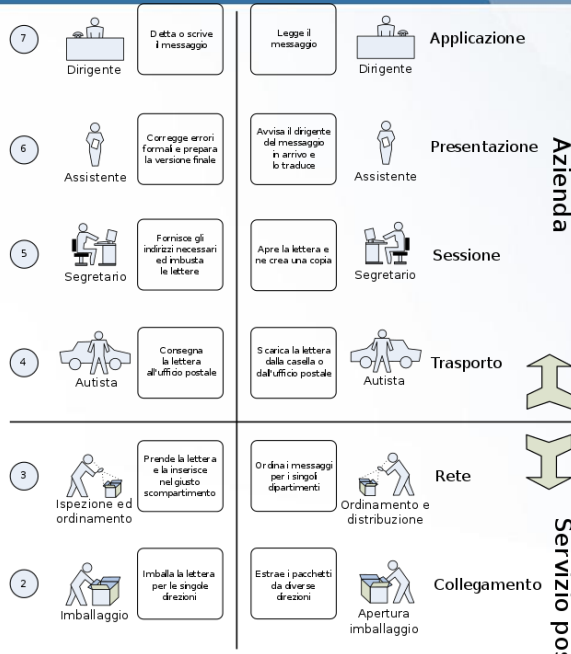 7
Dirigente
Detta o scrive
il messaggio
Legge il
messaggio
Dirigente
Applicazione
6
Assistente
Corregge errori
formali e prepara
la versione finale
Avvisa il dirigente
del messaggio
in arrivo e
lo traduce
Assistente
Presentazione
Azienda
5
Segretario
Fornisce gli
indirizzi necessari
ed imbusta
le lettere
Apre la lettera e
ne crea una copia
Segretario
Sessione
4
Autista
Consegna
la lettera
all'ufficio postale
Scarica la lettera
dalla casella o
dall'ufficio postale
Autista
Trasporto
3
Ispezione ed
ordinamento
Prende la lettera
e la inserisce
nel giusto
scompartimento
Ordina i messaggi
per i singoli
dipartimenti
Ordinamento e
distribuzione
Rete
2
Imballaggio
Imballa la lettera
per le singole
direzioni
Estrae i pacchetti
da diverse
direzioni
Apertura
imballaggio
Collegamento
Servizio pos